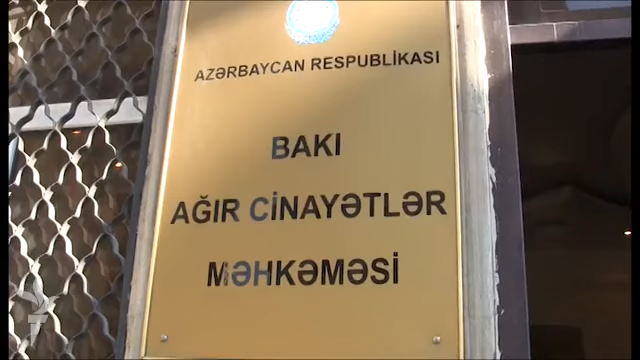 AZƏRBAYCAN RESPUBLİKASI
BAKI
AĞIR CİNAYƏTLƏR
MƏHKƏMƏSİ